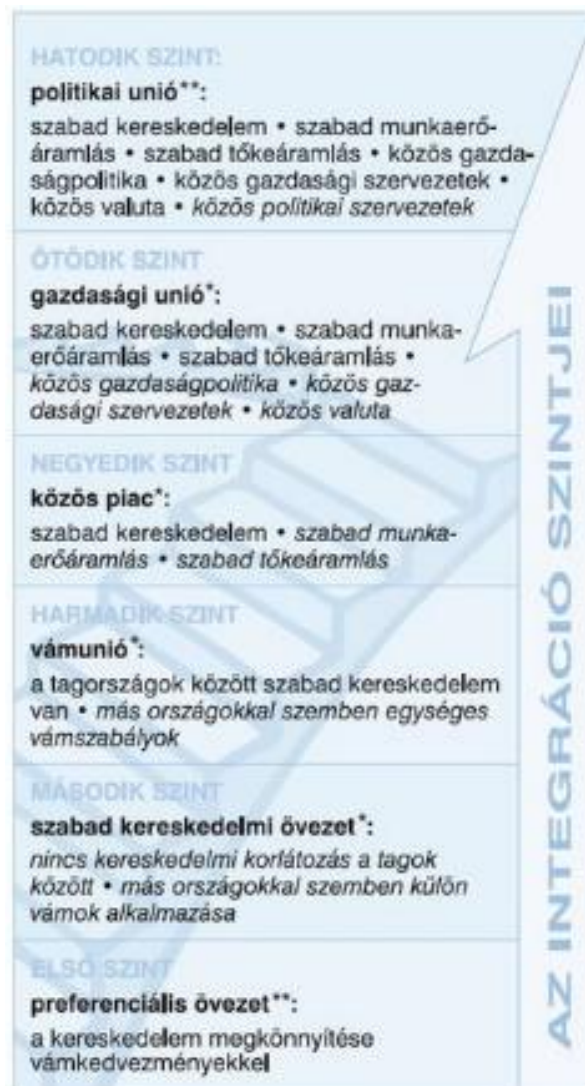 HATODIK SZINT:
politikai unió**:
szabad kereskedelem • szabad munkaerő-
áramlás • szabad tőkeáramlás • közös gazda-
ságpolitika • közös gazdasági szervezetek •
közös valuta • közös politikai szervezetek
ÖTÖDIK SZINT
gazdasági unió*:
szabad kereskedelem • szabad munka-
erőáramlás • szabad tőkeáramlás •
közös gazdaságpolitika • közös gaz-
dasági szervezetek • közös valuta
NEGYEDIK SZINT
közös piac*:
szabad kereskedelem • szabad munka-
erőáramlás • szabad tőkeáramlás
HARMADIK SZINT
vámunió*:
a tagországok között szabad kereskedelem
van • más országokkal szemben egységes
vámszabályok
MÁSODIK SZINT
szabad kereskedelmi övezet*:
nincs kereskedelmi korlátozás a tagok
között • más országokkal szemben külön
vámok alkalmazása
ELSŐ SZINT
preferenciális övezet**:
a kereskedelem megkönnyítése
vámkedvezményekkel
AZ INTEGRÁCIÓ SZINTJEI